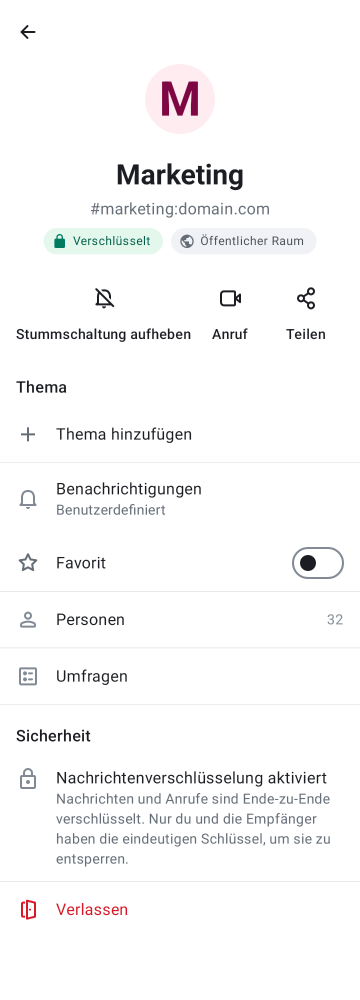 M
Marketing
#marketing:domain.com
Verschlüsselt Öffentlicher Raum
Stummschaltung aufheben Anruf Teilen
Thema
Thema hinzufügen
Benachrichtigungen
Benutzerdefiniert
Favorit
Personen 32
Umfragen
Sicherheit
Nachrichtenverschlüsselung aktiviert
Nachrichten und Anrufe sind Ende-zu-Ende
verschlüsselt. Nur du und die Empfänger
haben die eindeutigen Schlüssel, um sie zu
entsperren.
Verlassen